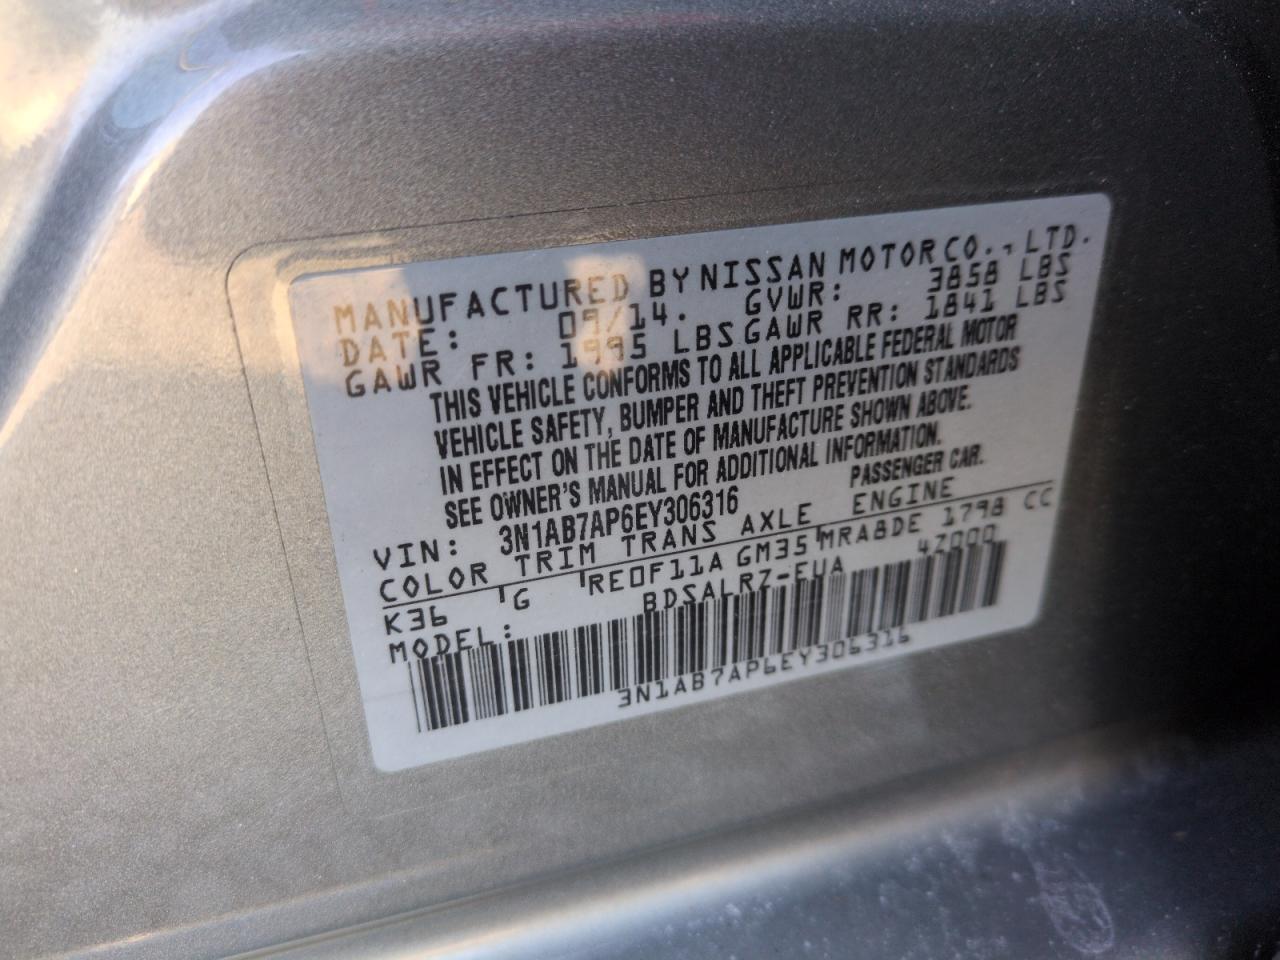 MANUFACTURED BY NISSAN MOTOR CO., LTD.
DATE: 09/14. GVWR: 3858 LBS
GAWR FR: 1995 LBS GAWR RR: 1841 LBS
THIS VEHICLE CONFORMS TO ALL APPLICABLE FEDERAL MOTOR
VEHICLE SAFETY, BUMPER AND THEFT PREVENTION STANDARDS
IN EFFECT ON THE DATE OF MANUFACTURE SHOWN ABOVE.
SEE OWNER'S MANUAL FOR ADDITIONAL INFORMATION.
VIN: 3N1AB7AP6EY306316 PASSENGER CAR.
COLOR TRIM TRANS AXLE ENGINE
K36 G RE0F11A GM35 MRA8DE 1798 CC
MODEL: BDSALRZ-EUA 4Z000
3N1AB7AP6EY306316